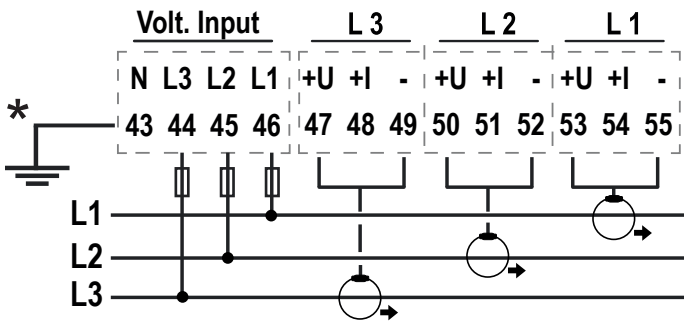 Volt. Input L 3 L 2 L 1
N L3 L2 L1 +U +I - +U +I - +U +I -
* 43 44 45 46 47 48 49 50 51 52 53 54 55
L1
L2
L3